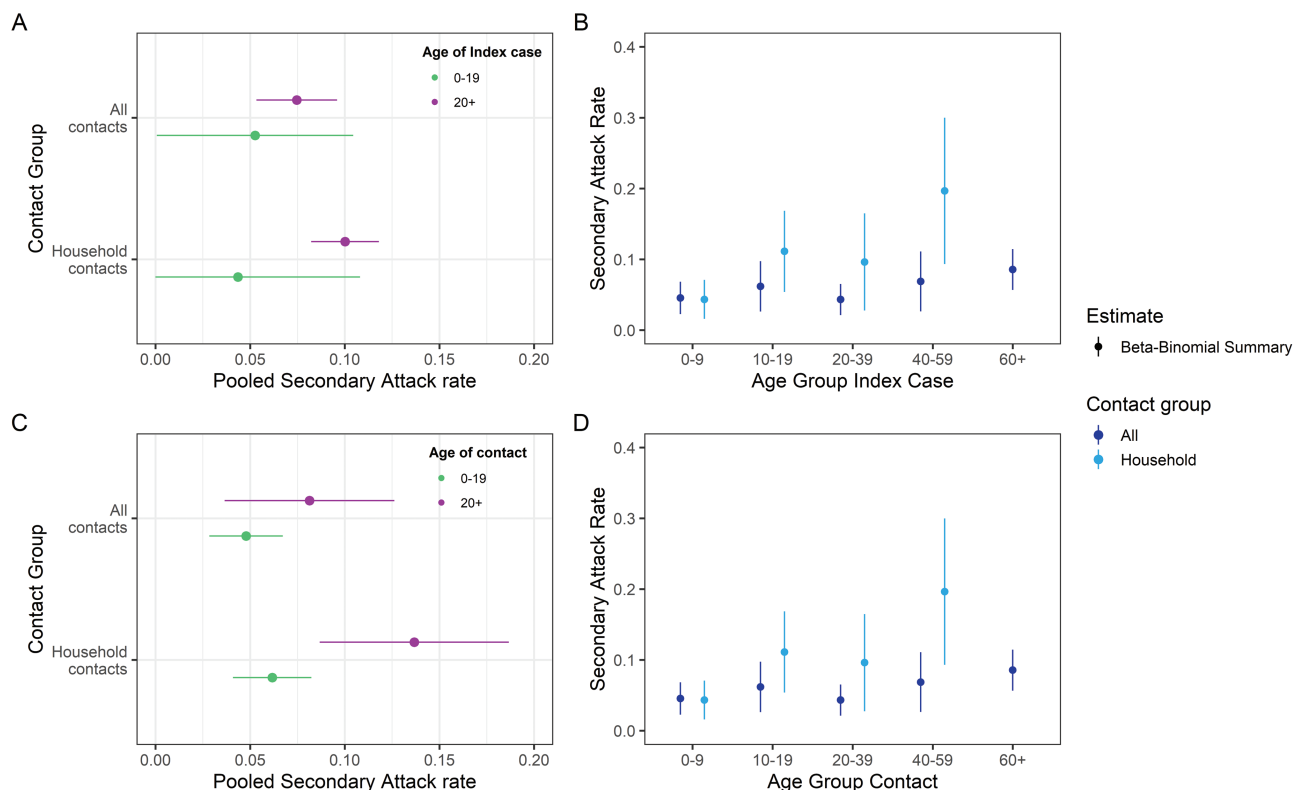 A
Age of Index case
0-19
20+
All
contacts
Household
contacts
Contact Group
0.00
0.05
0.10
0.15
0.20
Pooled Secondary Attack rate
B
0.4
0.3
0.2
0.1
0.0
Secondary Attack Rate
0-9
10-19
20-39
40-59
60+
Age Group Index Case
Estimate
Beta-Binomial Summary
Contact group
All
Household
C
Age of contact
0-19
20+
All
contacts
Household
contacts
Contact Group
0.00
0.05
0.10
0.15
0.20
Pooled Secondary Attack rate
D
0.4
0.3
0.2
0.1
0.0
Secondary Attack Rate
0-9
10-19
20-39
40-59
60+
Age Group Contact